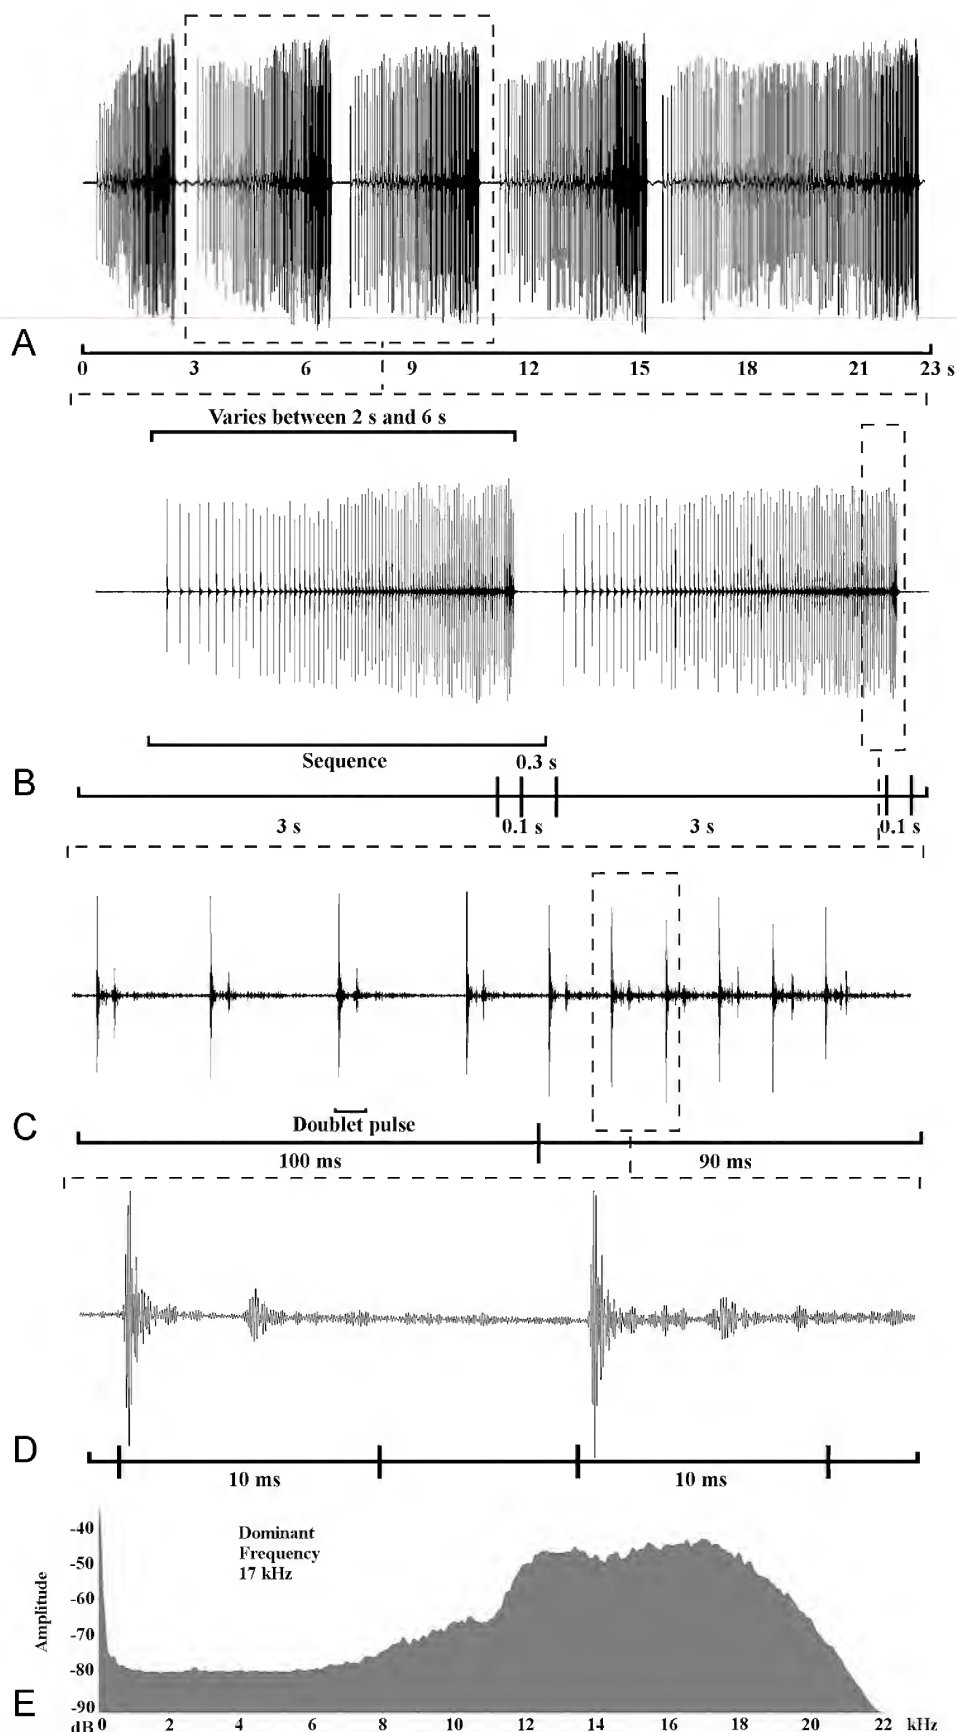 A
0 3 6 9 12 15 18 21 23 s
Varies between 2 s and 6 s
Sequence 0.3 s
B
3 s 0.1 s 3 s 0.1 s
Doublet pulse
C
100 ms 90 ms
D
10 ms 10 ms
Dominant
Frequency
17 kHz
Amplitude
-40
-50
-60
-70
-80
-90
E
dB 0 2 4 6 8 10 12 14 16 18 20 22 kHz